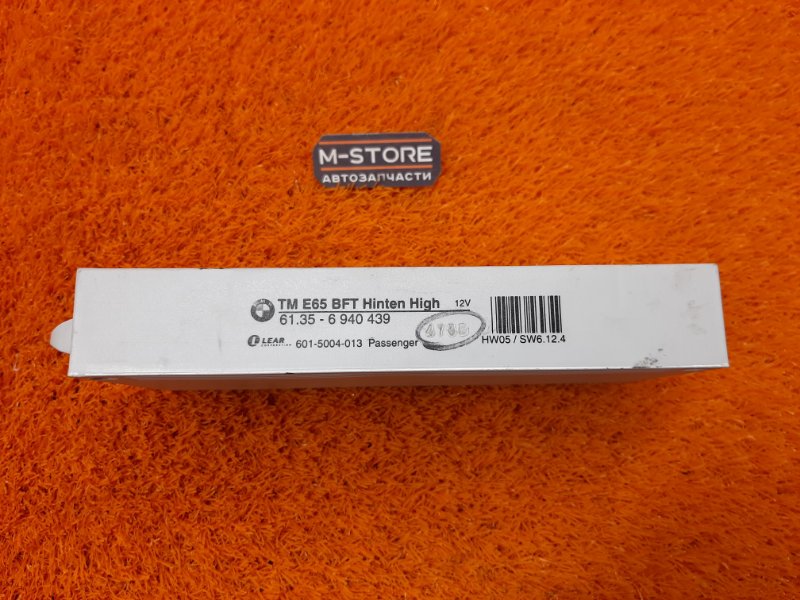 M-STORE
АВТОЗАПЧАСТИ
TM E65 BFT Hinten High 12V
61.35 - 6 940 439
LEAR
CORPORATION
601-5004-013 Passenger
HW05 / SW6.12.4